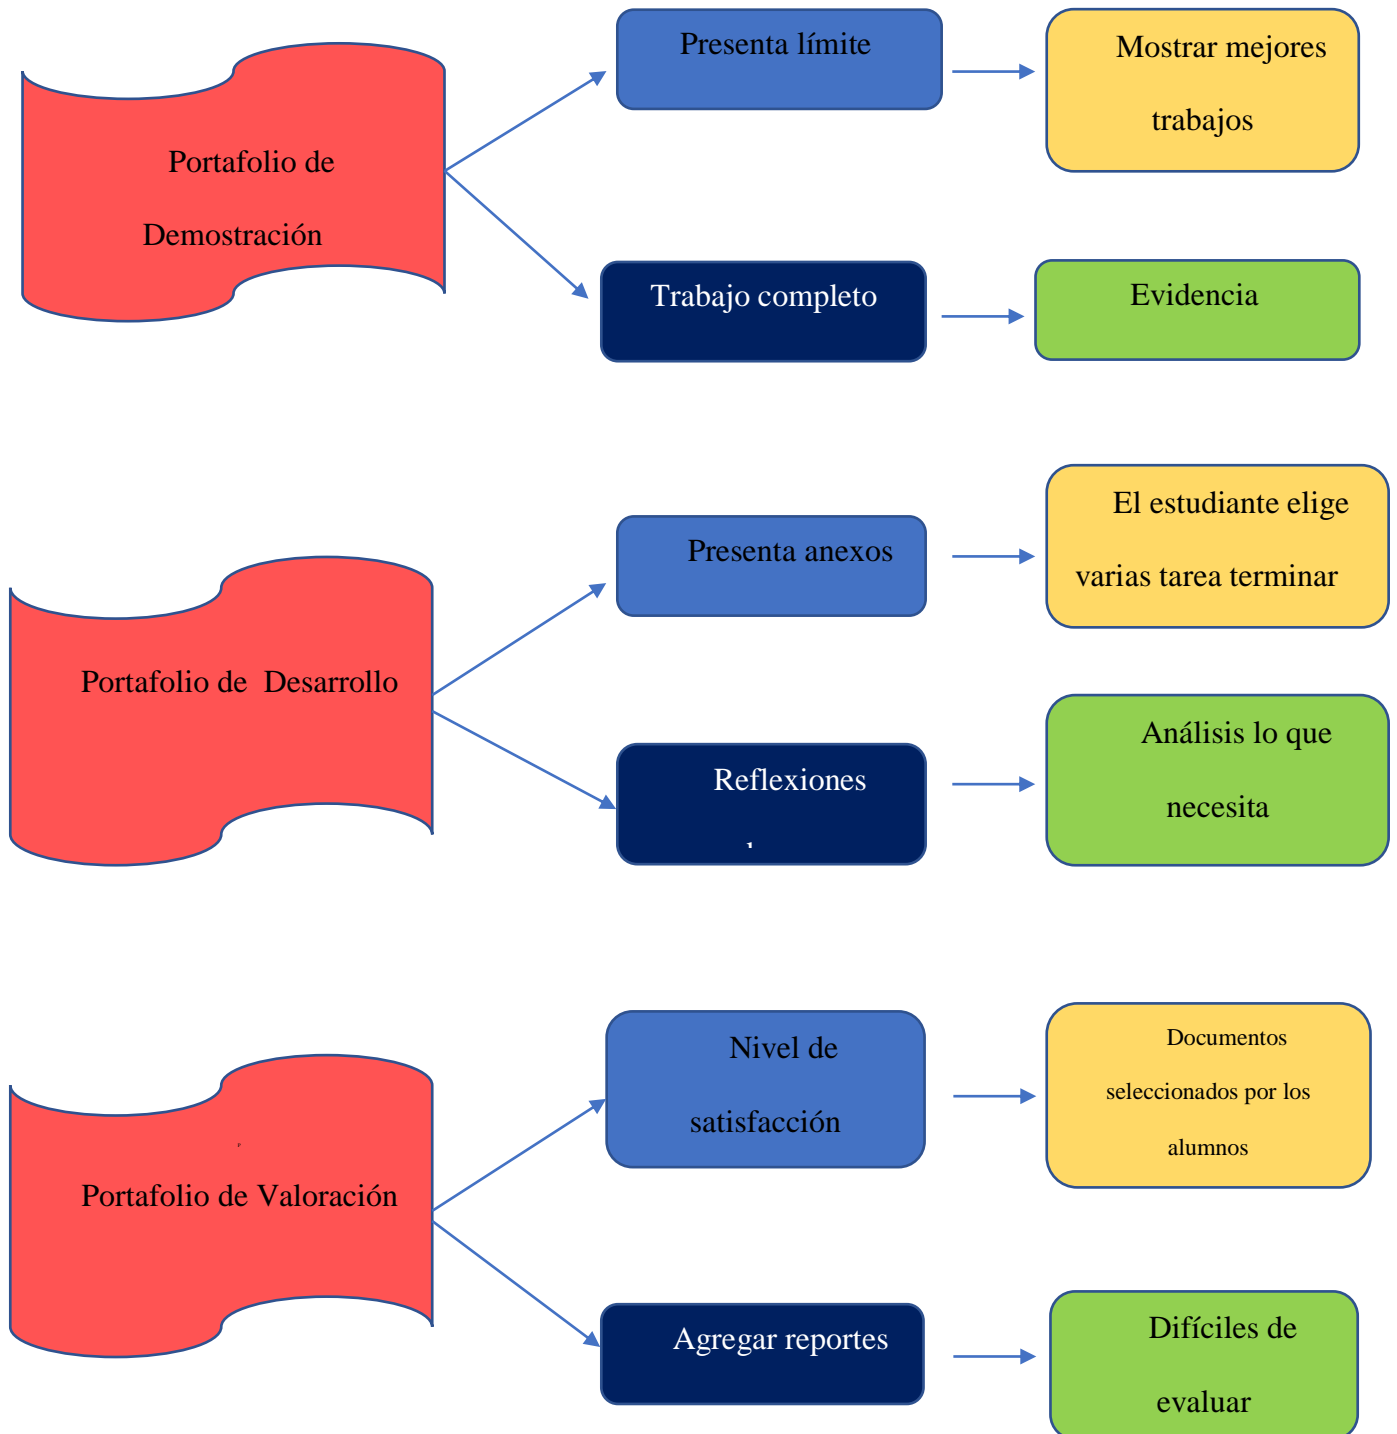 Portafolio de
Demostración
Presenta límite
Mostrar mejores
trabajos
Trabajo completo
Evidencia
Portafolio de  Desarrollo
Presenta anexos
El estudiante elige
varias tarea terminar
Reflexiones
Análisis lo que
necesita
Portafolio de Valoración
Nivel de
satisfacción
Documentos
seleccionados por los
alumnos
Agregar reportes
Difíciles de
evaluar